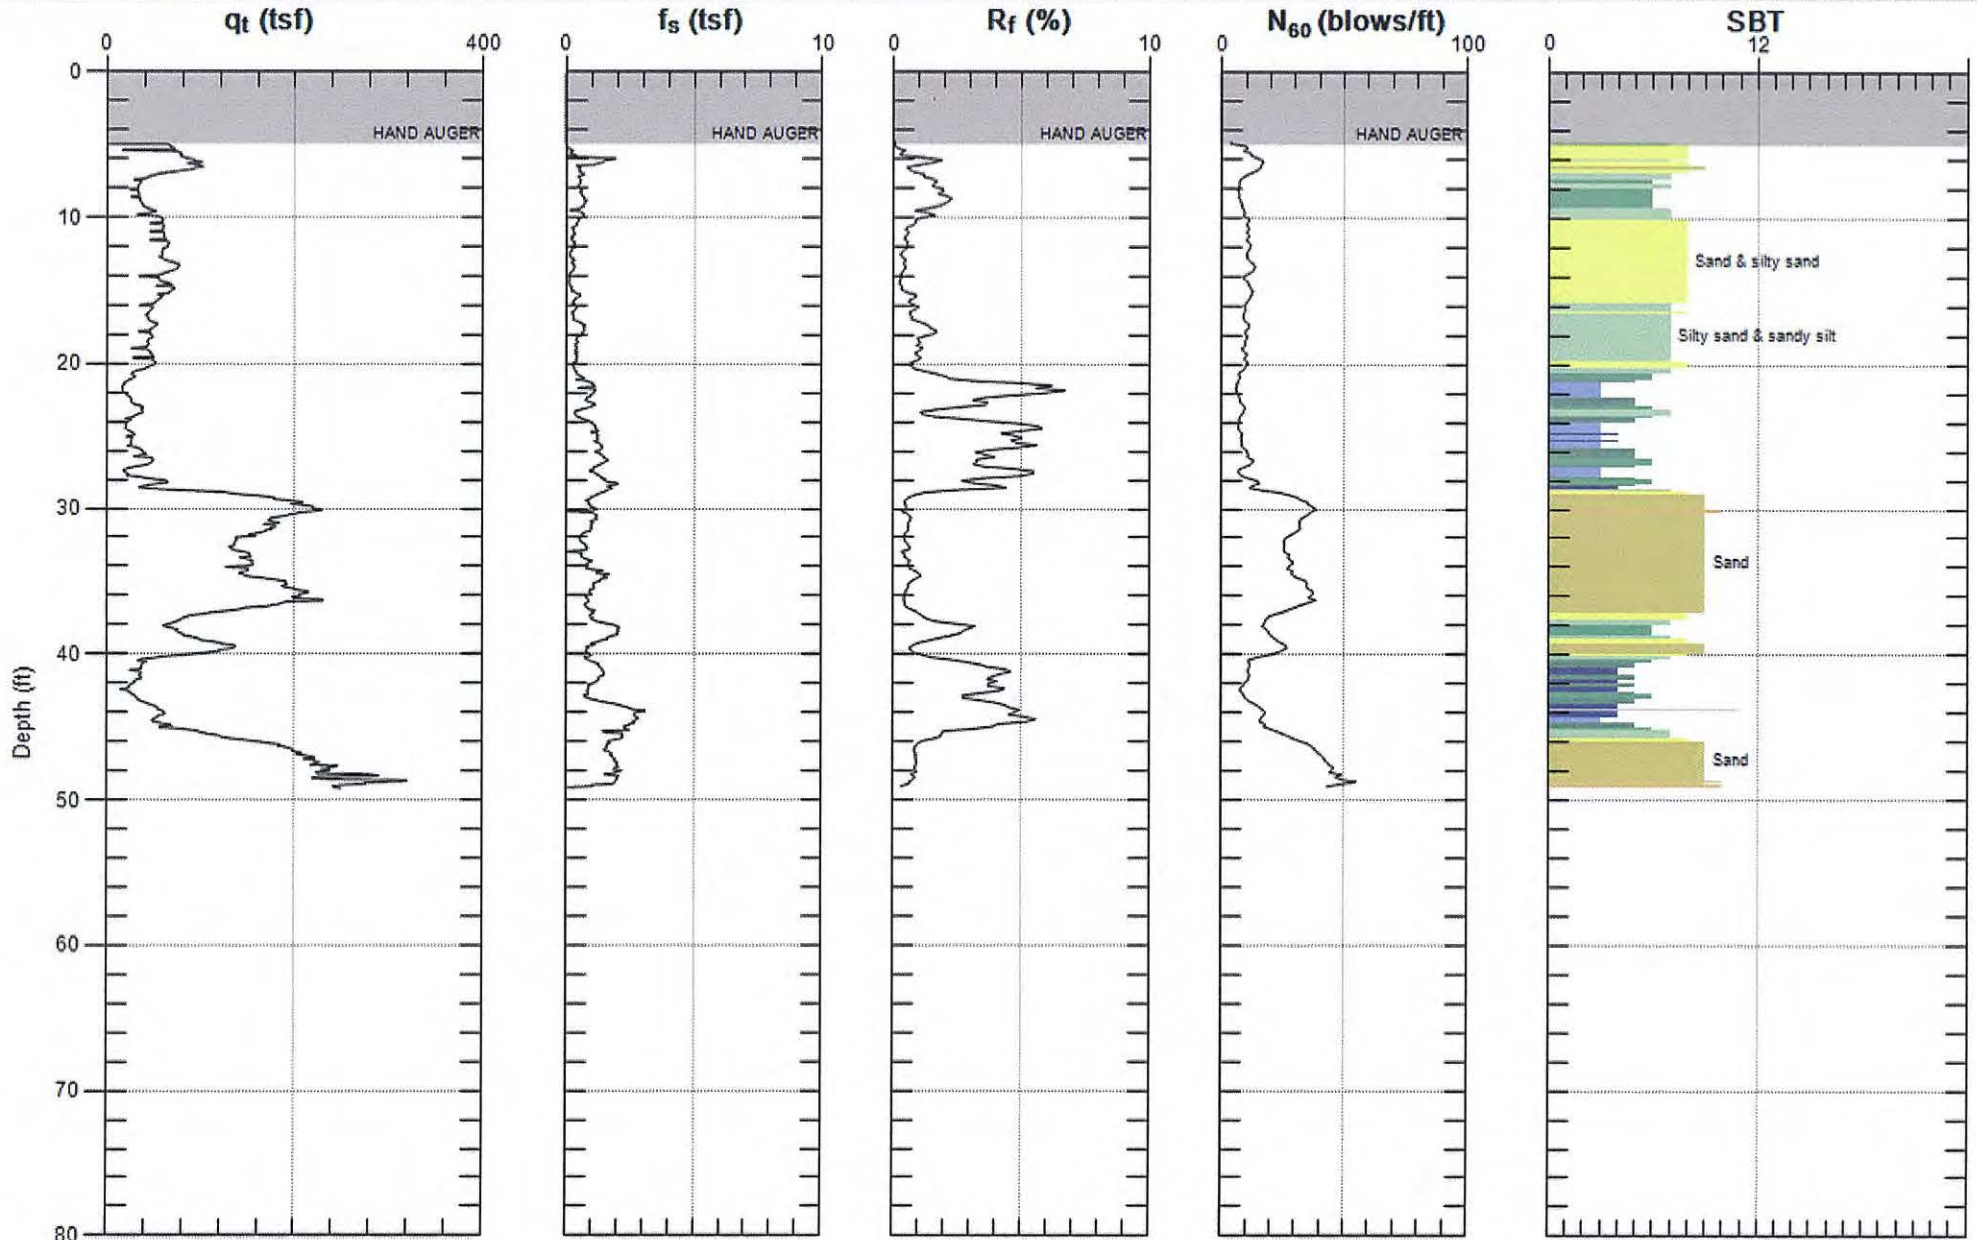 qt (tsf) fs (tsf) Rf (%) N60 (blows/ft) SBT
0 400 0 10 0 10 0 100 0 12
0
HAND AUGER HAND AUGER HAND AUGER HAND AUGER
10
Sand & silty sand
Silty sand & sandy silt
20
30
Sand
40
Depth (ft)
Sand
50
60
70
80